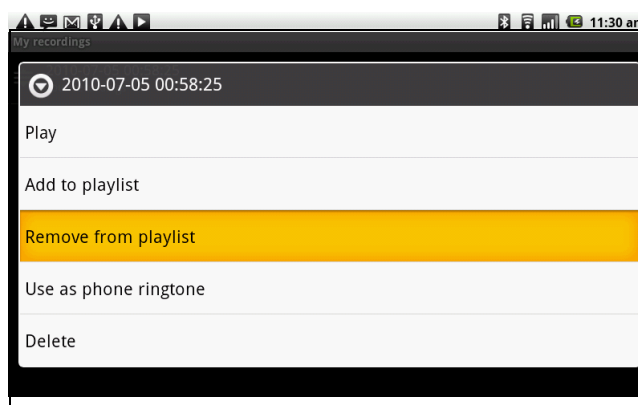 11:30 am
My recordings
2010-07-05 00:58:25
Play
Add to playlist
Remove from playlist
Use as phone ringtone
Delete